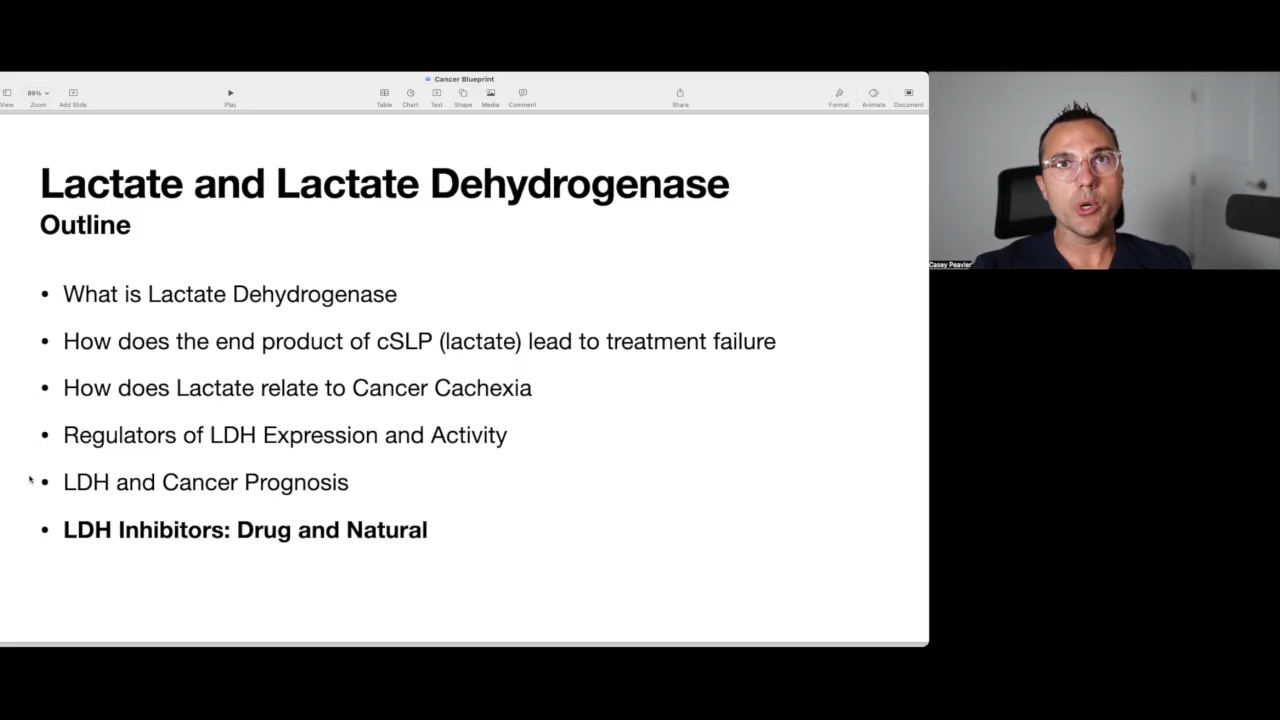 Cancer Blueprint
View
89%
Zoom
Add Slide
Play
Table
Chart
Text
Shape
Media
Comment
Share
Format
Animate
Document
Lactate and Lactate Dehydrogenase
Outline
• What is Lactate Dehydrogenase
• How does the end product of cSLP (lactate) lead to treatment failure
• How does Lactate relate to Cancer Cachexia
• Regulators of LDH Expression and Activity
• LDH and Cancer Prognosis
• LDH Inhibitors: Drug and Natural
Casey Peavler